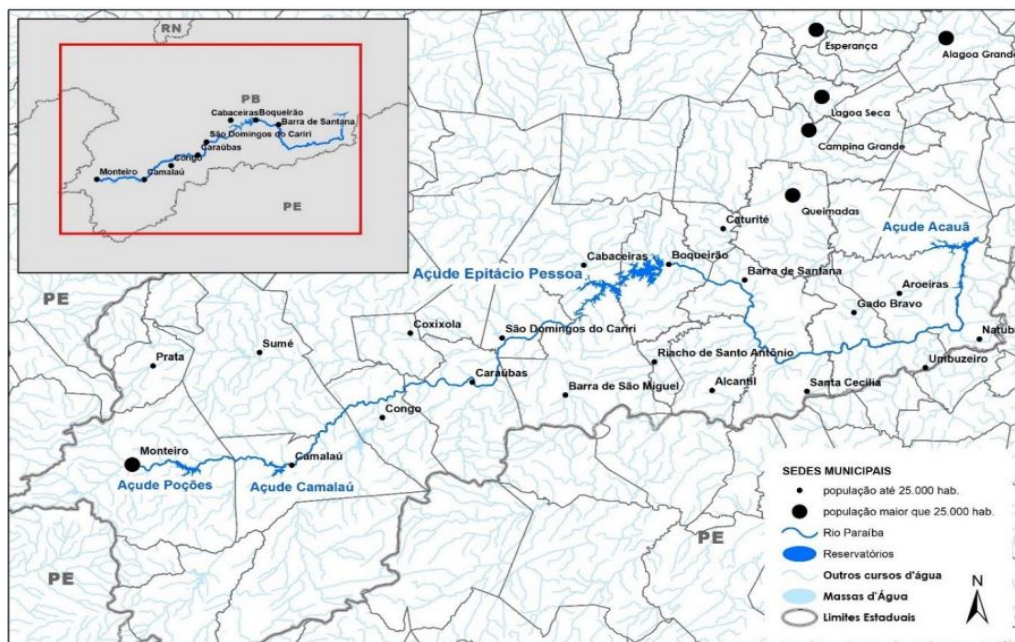 RN
PB
Cabaceiras
Boqueirão
Barra de Santana
São Domingos do Cariri
Caraúbas
Congo
Monteiro
Camalaú
PE
Esperança
Alagoa Grande
Lagoa Seca
Campina Grande
Queimadas
Caturité
Açude Acauã
Cabaceiras
Boqueirão
Açude Epitácio Pessoa
Barra de Santana
PE
Aroeiras
Gado Bravo
Coxixola
São Domingos do Cariri
Natuba
Sumé
Prata
Riacho de Santo Antônio
Umbuzeiro
Caraúbas
Barra de São Miguel
Alcantil
Santa Cecília
Congo
Monteiro
Camalaú
Açude Poções
Açude Camalaú
PE
PE
SEDES MUNICIPAIS
população até 25.000 hab.
população maior que 25.000 hab.
Rio Paraíba
Reservatórios
Outros cursos d'água
Massas d'Água
Limites Estaduais
N